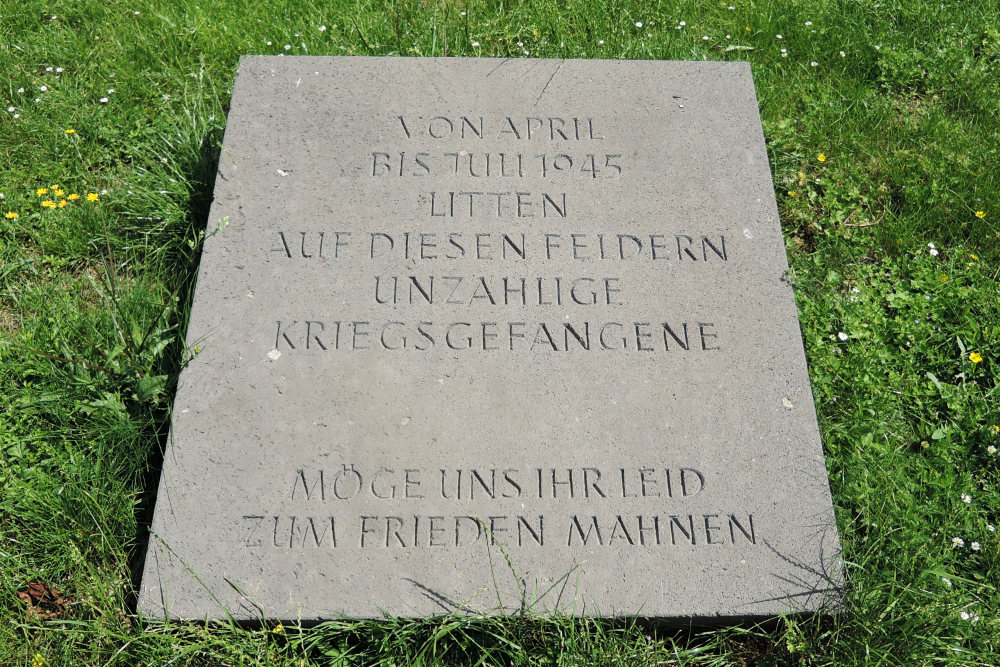 VON APRIL
BIS JULI 1945
LITTEN
AUF DIESEN FELDERN
UNZÄHLIGE
KRIEGSGEFANGENE
MÖGE UNS IHR LEID
ZUM FRIEDEN MAHNEN